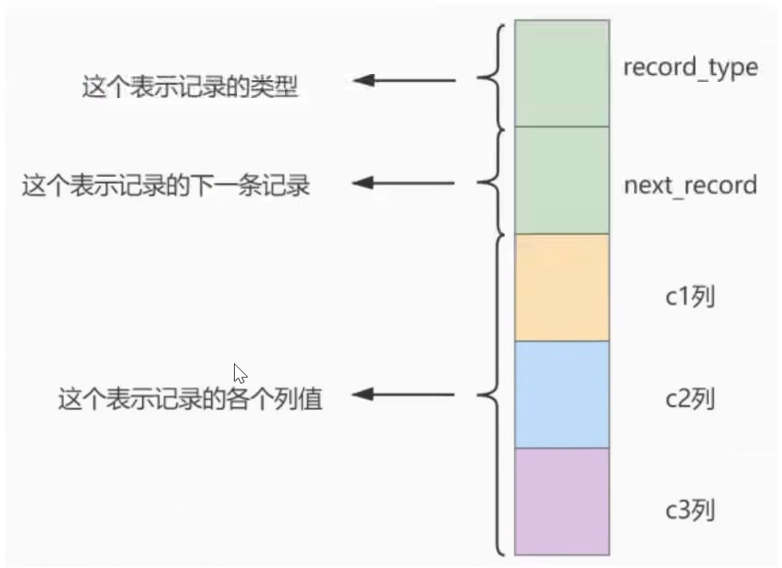 这个表示记录的类型
record_type
这个表示记录的下一条记录
next_record
c1列
这个表示记录的各个列值
c2列
c3列